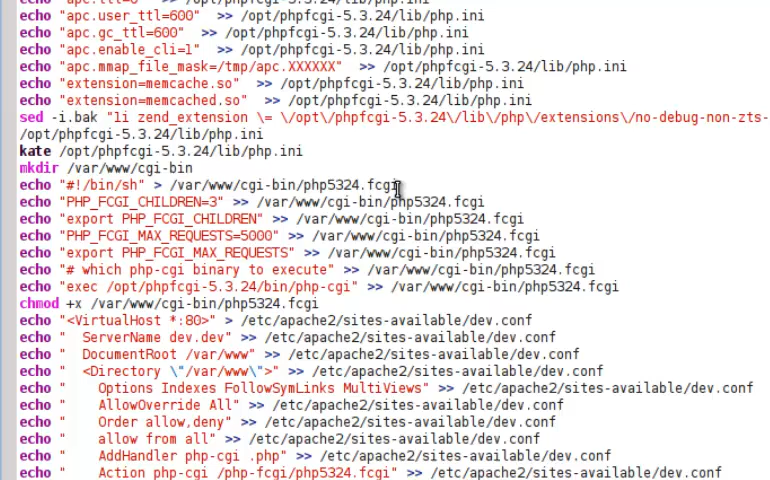 echo "apc.ttl=0" >> /opt/phpfcgi-5.3.24/lib/php.ini
echo "apc.user_ttl=600"  >> /opt/phpfcgi-5.3.24/lib/php.ini
echo "apc.gc_ttl=600"  >> /opt/phpfcgi-5.3.24/lib/php.ini
echo "apc.enable_cli=1"  >> /opt/phpfcgi-5.3.24/lib/php.ini
echo "apc.mmap_file_mask=/tmp/apc.XXXXXX"  >> /opt/phpfcgi-5.3.24/lib/php.ini
echo "extension=memcache.so"  >> /opt/phpfcgi-5.3.24/lib/php.ini
echo "extension=memcached.so"  >> /opt/phpfcgi-5.3.24/lib/php.ini
sed -i.bak "1i zend_extension \= \/opt\/phpfcgi-5.3.24\/lib\/php\/extensions\/no-debug-non-zts-
/opt/phpfcgi-5.3.24/lib/php.ini
kate /opt/phpfcgi-5.3.24/lib/php.ini
mkdir /var/www/cgi-bin
echo "#!/bin/sh" > /var/www/cgi-bin/php5324.fcgi
echo "PHP_FCGI_CHILDREN=3" >> /var/www/cgi-bin/php5324.fcgi
echo "export PHP_FCGI_CHILDREN" >> /var/www/cgi-bin/php5324.fcgi
echo "PHP_FCGI_MAX_REQUESTS=5000" >> /var/www/cgi-bin/php5324.fcgi
echo "export PHP_FCGI_MAX_REQUESTS" >> /var/www/cgi-bin/php5324.fcgi
echo "# which php-cgi binary to execute" >> /var/www/cgi-bin/php5324.fcgi
echo "exec /opt/phpfcgi-5.3.24/bin/php-cgi" >> /var/www/cgi-bin/php5324.fcgi
chmod +x /var/www/cgi-bin/php5324.fcgi
echo "<VirtualHost *:80>" > /etc/apache2/sites-available/dev.conf
echo "  ServerName dev.dev" >> /etc/apache2/sites-available/dev.conf
echo "  DocumentRoot /var/www" >> /etc/apache2/sites-available/dev.conf
echo "  <Directory \"/var/www\">" >> /etc/apache2/sites-available/dev.conf
echo "    Options Indexes FollowSymLinks MultiViews" >> /etc/apache2/sites-available/dev.conf
echo "    AllowOverride All" >> /etc/apache2/sites-available/dev.conf
echo "    Order allow,deny" >> /etc/apache2/sites-available/dev.conf
echo "    allow from all" >> /etc/apache2/sites-available/dev.conf
echo "    AddHandler php-cgi .php" >> /etc/apache2/sites-available/dev.conf
echo "    Action php-cgi /php-fcgi/php5324.fcgi" >> /etc/apache2/sites-available/dev.conf